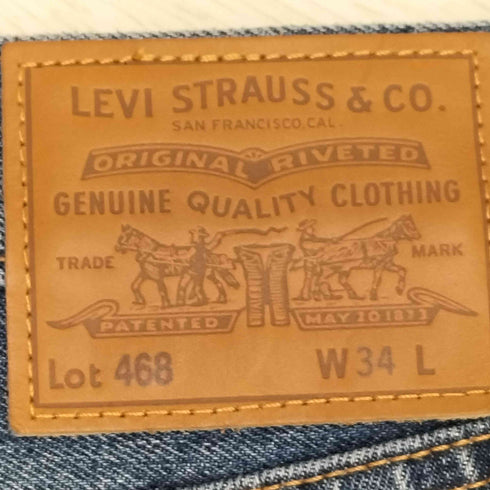 LEVI STRAUSS & CO.
SAN FRANCISCO, CAL.
ORIGINAL RIVETED
GENUINE QUALITY CLOTHING
TRADE MARK
PATENTED MAY 20 1873
Lot 468 W 34 L